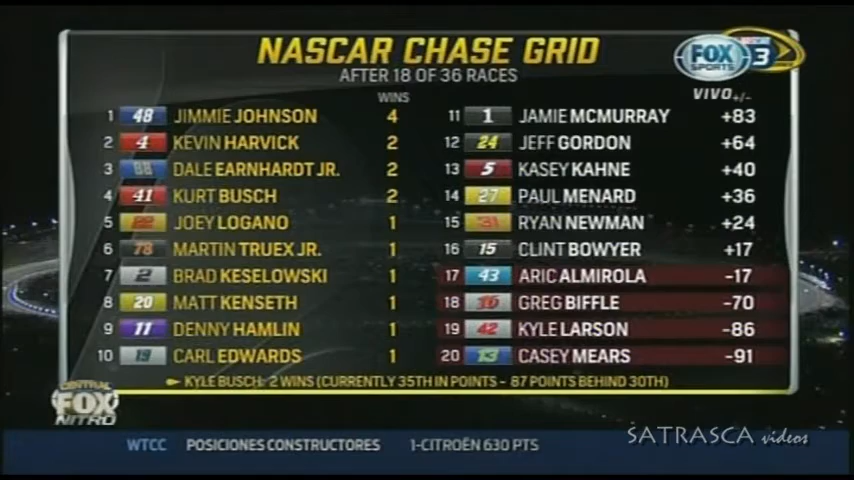 NASCAR CHASE GRID
AFTER 18 OF 36 RACES
FOX SPORTS 3
VIVO
WINS +/-
1 48 JIMMIE JOHNSON 4
2 4 KEVIN HARVICK 2
3 88 DALE EARNHARDT JR. 2
4 41 KURT BUSCH 2
5 22 JOEY LOGANO 1
6 78 MARTIN TRUEX JR. 1
7 2 BRAD KESELOWSKI 1
8 20 MATT KENSETH 1
9 11 DENNY HAMLIN 1
10 19 CARL EDWARDS 1
11 1 JAMIE MCMURRAY +83
12 24 JEFF GORDON +64
13 5 KASEY KAHNE +40
14 27 PAUL MENARD +36
15 31 RYAN NEWMAN +24
16 15 CLINT BOWYER +17
17 43 ARIC ALMIROLA -17
18 16 GREG BIFFLE -70
19 42 KYLE LARSON -86
20 13 CASEY MEARS -91
KYLE BUSCH: 2 WINS (CURRENTLY 35TH IN POINTS - 87 POINTS BEHIND 30TH)
CENTRAL
FOX
NITRO
SATRASCA videos
WTCC POSICIONES CONSTRUCTORES 1-CITROËN 630 PTS